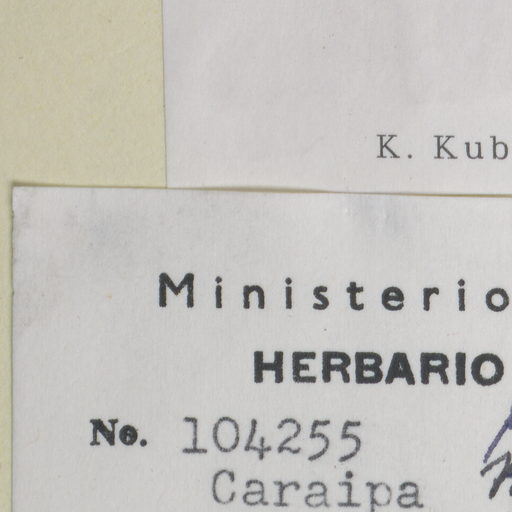 K. Kub
Ministerio
HERBARIO
No. 104255
Caraipa